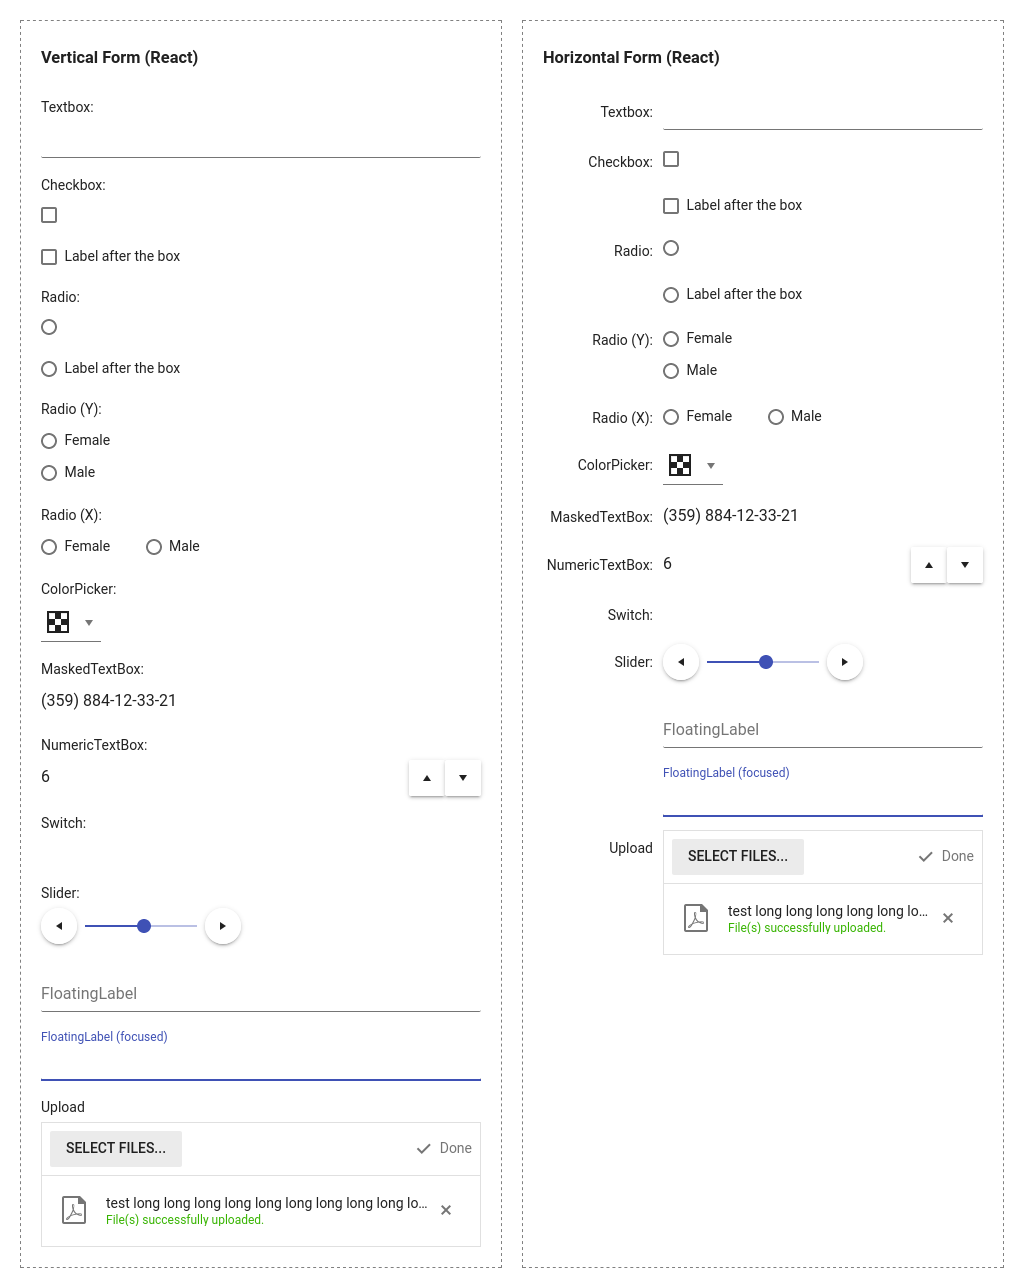 Vertical Form (React)
Textbox:
Checkbox:
Label after the box
Radio:
Label after the box
Radio (Y):
Female
Male
Radio (X):
Female Male
ColorPicker:
MaskedTextBox:
(359) 884-12-33-21
NumericTextBox:
6
Switch:
Slider:
FloatingLabel
FloatingLabel (focused)
Upload
SELECT FILES... Done
test long long long long long long long long long lo...
File(s) successfully uploaded.
Horizontal Form (React)
Textbox:
Checkbox:
Label after the box
Radio:
Label after the box
Radio (Y): Female
Male
Radio (X): Female Male
ColorPicker:
MaskedTextBox: (359) 884-12-33-21
NumericTextBox: 6
Switch:
Slider:
FloatingLabel
FloatingLabel (focused)
Upload SELECT FILES... Done
test long long long long long lo...
File(s) successfully uploaded.